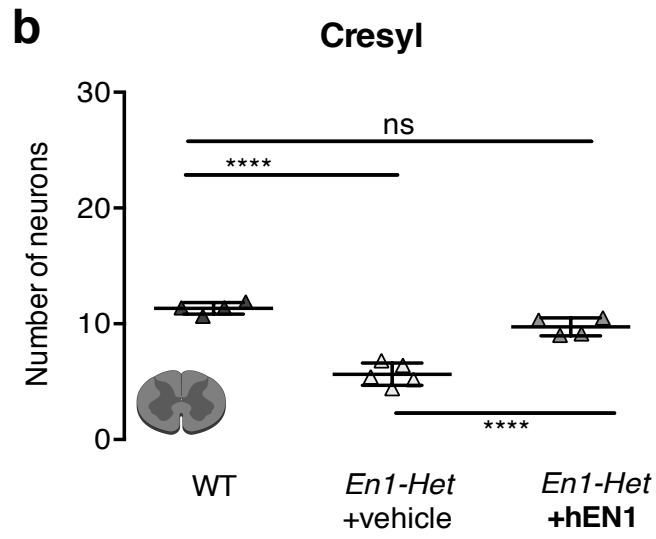 b
Cresyl
Number of neurons
30
20
10
0
ns
****
****
WT
En1-Het
+vehicle
En1-Het
+hEN1